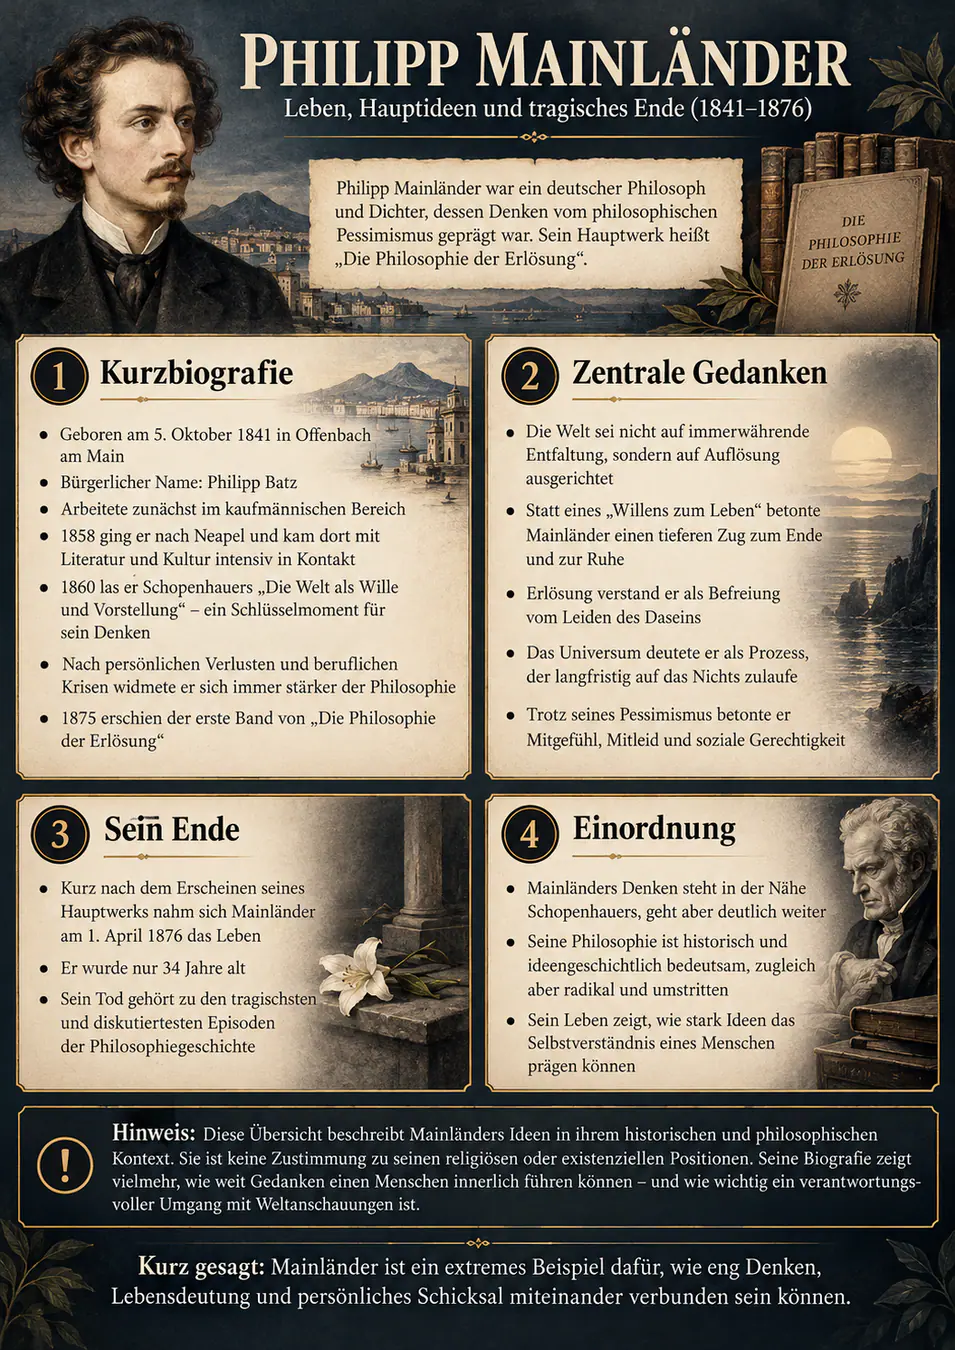 PHILIPP MAINLÄNDER
Leben, Hauptideen und tragisches Ende (1841–1876)
Philipp Mainländer war ein deutscher Philosoph
und Dichter, dessen Denken vom philosophischen
Pessimismus geprägt war. Sein Hauptwerk heißt
„Die Philosophie der Erlösung“.
DIE
PHILOSOPHIE
DER ERLÖSUNG
1 Kurzbiografie
• Geboren am 5. Oktober 1841 in Offenbach
am Main
• Bürgerlicher Name: Philipp Batz
• Arbeitete zunächst im kaufmännischen Bereich
• 1858 ging er nach Neapel und kam dort mit
Literatur und Kultur intensiv in Kontakt
• 1860 las er Schopenhauers „Die Welt als Wille
und Vorstellung“ – ein Schlüsselmoment für
sein Denken
• Nach persönlichen Verlusten und beruflichen
Krisen widmete er sich immer stärker der Philosophie
• 1875 erschien der erste Band von „Die Philosophie
der Erlösung“
2 Zentrale Gedanken
• Die Welt sei nicht auf immerwährende
Entfaltung, sondern auf Auflösung
ausgerichtet
• Statt eines „Willens zum Leben“ betonte
Mainländer einen tieferen Zug zum Ende
und zur Ruhe
• Erlösung verstand er als Befreiung
vom Leiden des Daseins
• Das Universum deutete er als Prozess,
der langfristig auf das Nichts zulaufe
• Trotz seines Pessimismus betonte er
Mitgefühl, Mitleid und soziale Gerechtigkeit
3 Sein Ende
• Kurz nach dem Erscheinen seines
Hauptwerks nahm sich Mainländer
am 1. April 1876 das Leben
• Er wurde nur 34 Jahre alt
• Sein Tod gehört zu den tragischsten
und diskutiertesten Episoden
der Philosophiegeschichte
4 Einordnung
• Mainländers Denken steht in der Nähe
Schopenhauers, geht aber deutlich weiter
• Seine Philosophie ist historisch und
ideengeschichtlich bedeutsam, zugleich
aber radikal und umstritten
• Sein Leben zeigt, wie stark Ideen das
Selbstverständnis eines Menschen
prägen können
! Hinweis: Diese Übersicht beschreibt Mainländers Ideen in ihrem historischen und philosophischen
Kontext. Sie ist keine Zustimmung zu seinen religiösen oder existenziellen Positionen. Seine Biografie zeigt
vielmehr, wie weit Gedanken einen Menschen innerlich führen können – und wie wichtig ein verantwortungs-
voller Umgang mit Weltanschauungen ist.
Kurz gesagt: Mainländer ist ein extremes Beispiel dafür, wie eng Denken,
Lebensdeutung und persönliches Schicksal miteinander verbunden sein können.